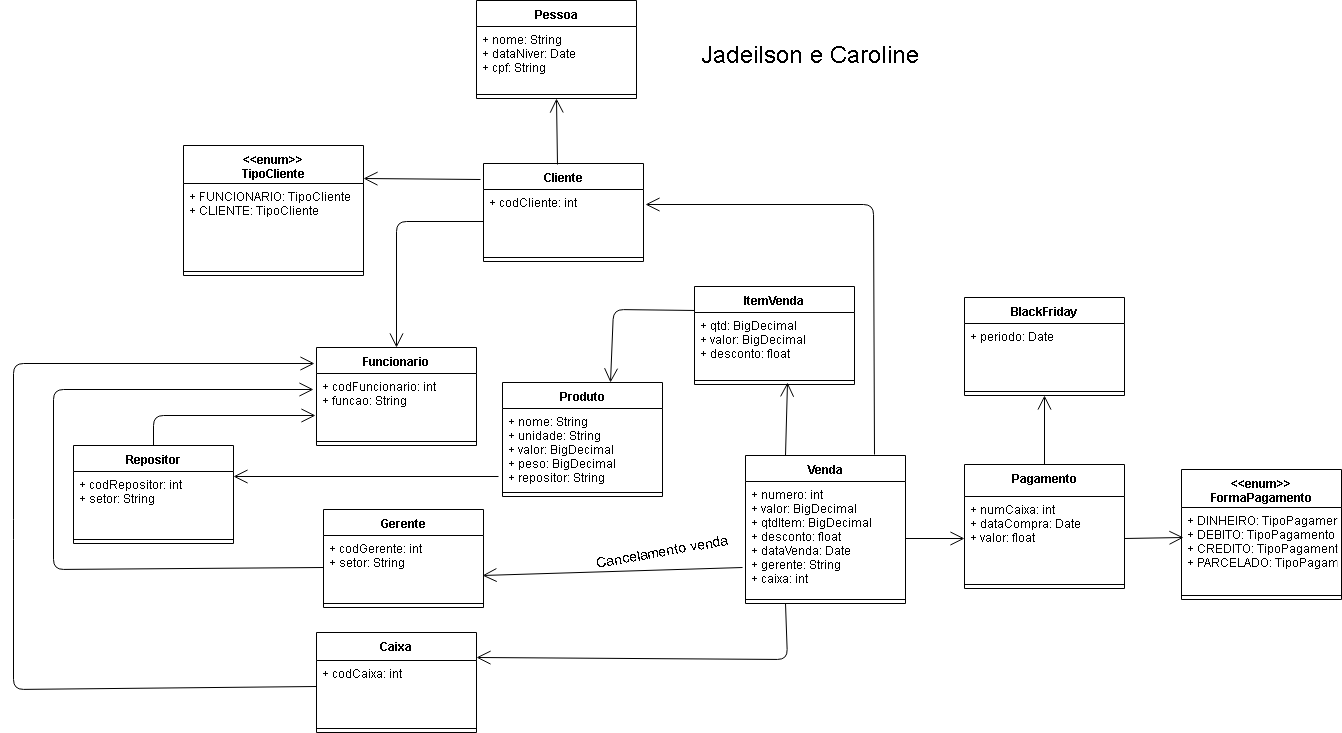 Pessoa
+ nome: String
+ dataNiver: Date
+ cpf: String
Jadeilson e Caroline
<<enum>>
TipoCliente
+ FUNCIONARIO: TipoCliente
+ CLIENTE: TipoCliente
Cliente
+ codCliente: int
ItemVenda
+ qtd: BigDecimal
+ valor: BigDecimal
+ desconto: float
BlackFriday
+ periodo: Date
Funcionario
+ codFuncionario: int
+ funcao: String
Produto
+ nome: String
+ unidade: String
+ valor: BigDecimal
+ peso: BigDecimal
+ repositor: String
Repositor
+ codRepositor: int
+ setor: String
Venda
+ numero: int
+ valor: BigDecimal
+ qtdItem: BigDecimal
+ desconto: float
+ dataVenda: Date
+ gerente: String
+ caixa: int
Pagamento
+ numCaixa: int
+ dataCompra: Date
+ valor: float
<<enum>>
FormaPagamento
+ DINHEIRO: TipoPagamer
+ DEBITO: TipoPagamento
+ CREDITO: TipoPagament
+ PARCELADO: TipoPagam
Gerente
+ codGerente: int
+ setor: String
Cancelamento venda
Caixa
+ codCaixa: int